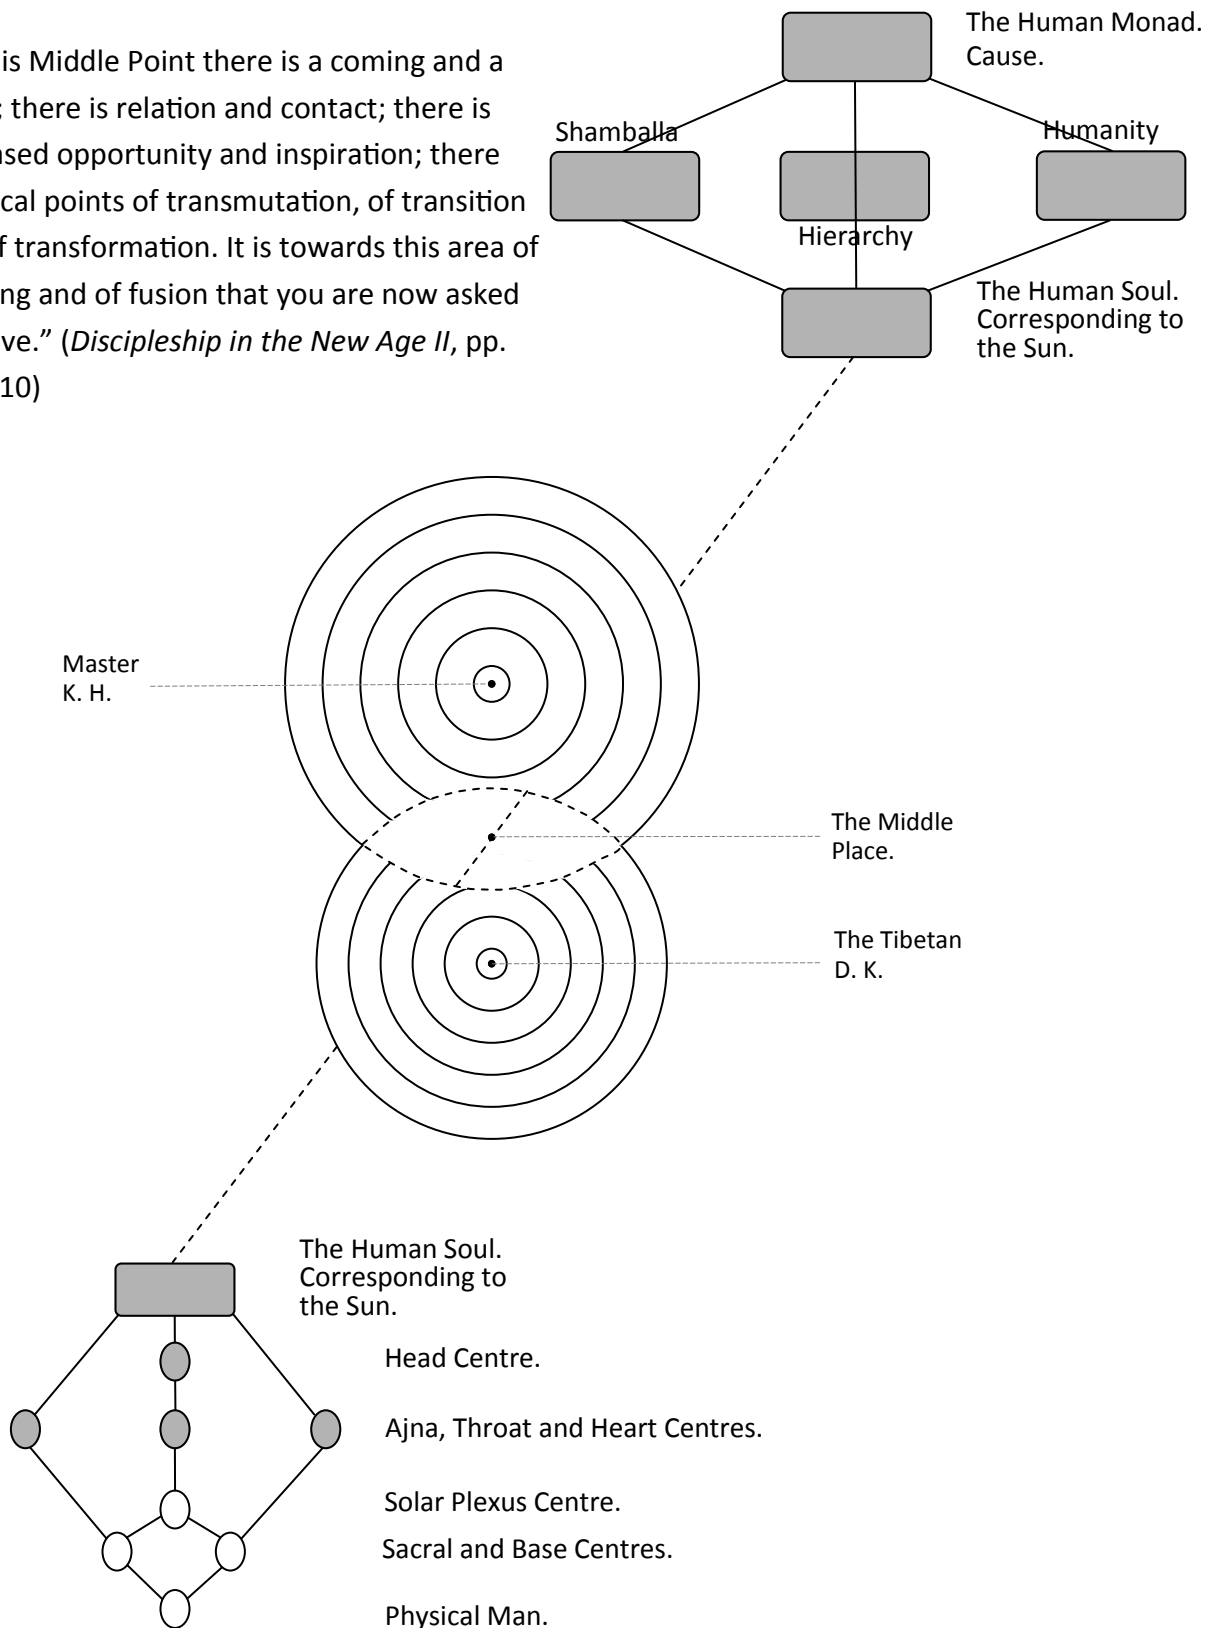 is Middle Point there is a coming and a
; there is relation and contact; there is
ased opportunity and inspiration; there
cal points of transmutation, of transition
f transformation. It is towards this area of
ng and of fusion that you are now asked
ve.” (Discipleship in the New Age II, pp.
10)
The Human Monad.
Cause.
Shamballa
Humanity
Hierarchy
The Human Soul.
Corresponding to
the Sun.
Master
K. H.
The Middle
Place.
The Tibetan
D. K.
The Human Soul.
Corresponding to
the Sun.
Head Centre.
Ajna, Throat and Heart Centres.
Solar Plexus Centre.
Sacral and Base Centres.
Physical Man.